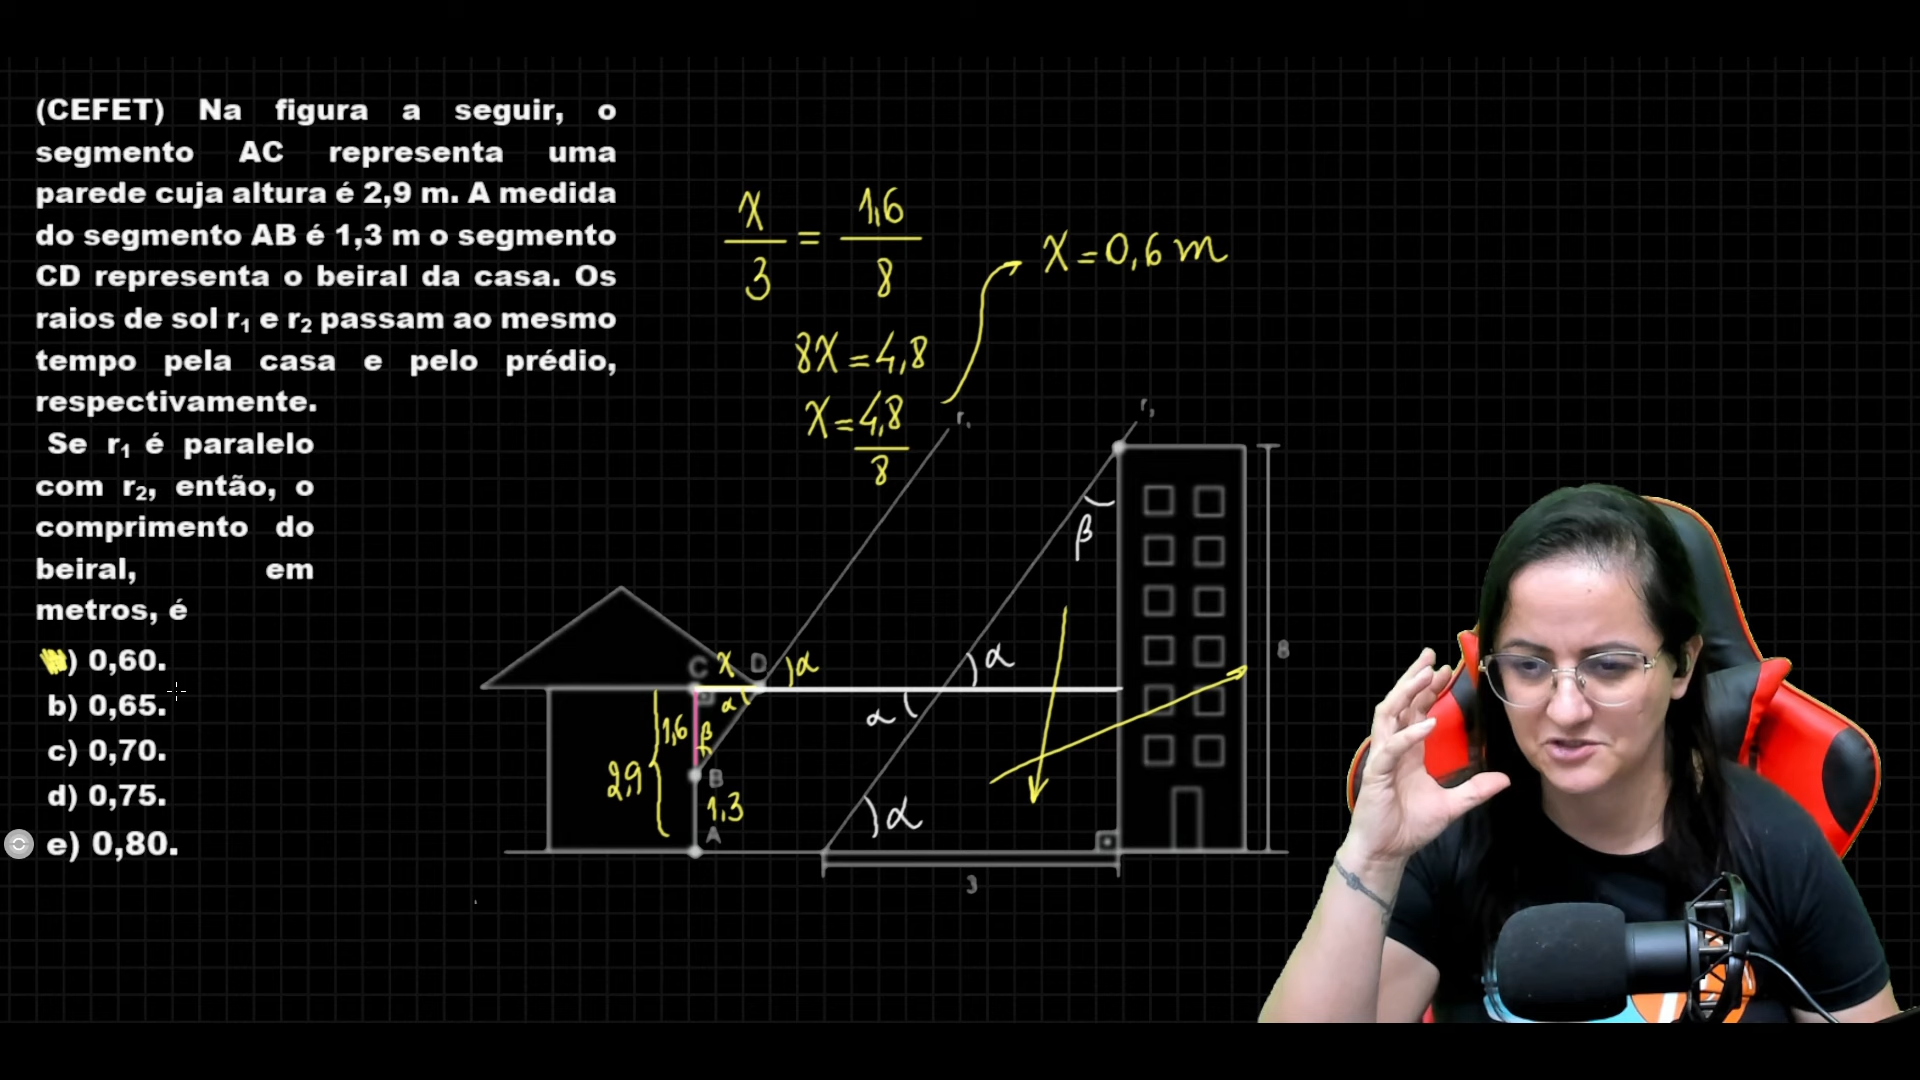 (CEFET) Na figura a seguir, o
segmento AC representa uma
parede cuja altura é 2,9 m. A medida
do segmento AB é 1,3 m o segmento
CD representa o beiral da casa. Os
raios de sol r₁ e r₂ passam ao mesmo
tempo pela casa e pelo prédio,
respectivamente.
Se r₁ é paralelo
com r₂, então, o
comprimento do
beiral, em
metros, é
) 0,60.
b) 0,65.
c) 0,70.
d) 0,75.
e) 0,80.
x/3 = 1,6/8
8x = 4,8
x = 4,8/8
x = 0,6 m
r₁
β
C x D α
α
α
α
1,6 β
2,9
B
1,3
A
α
8
3